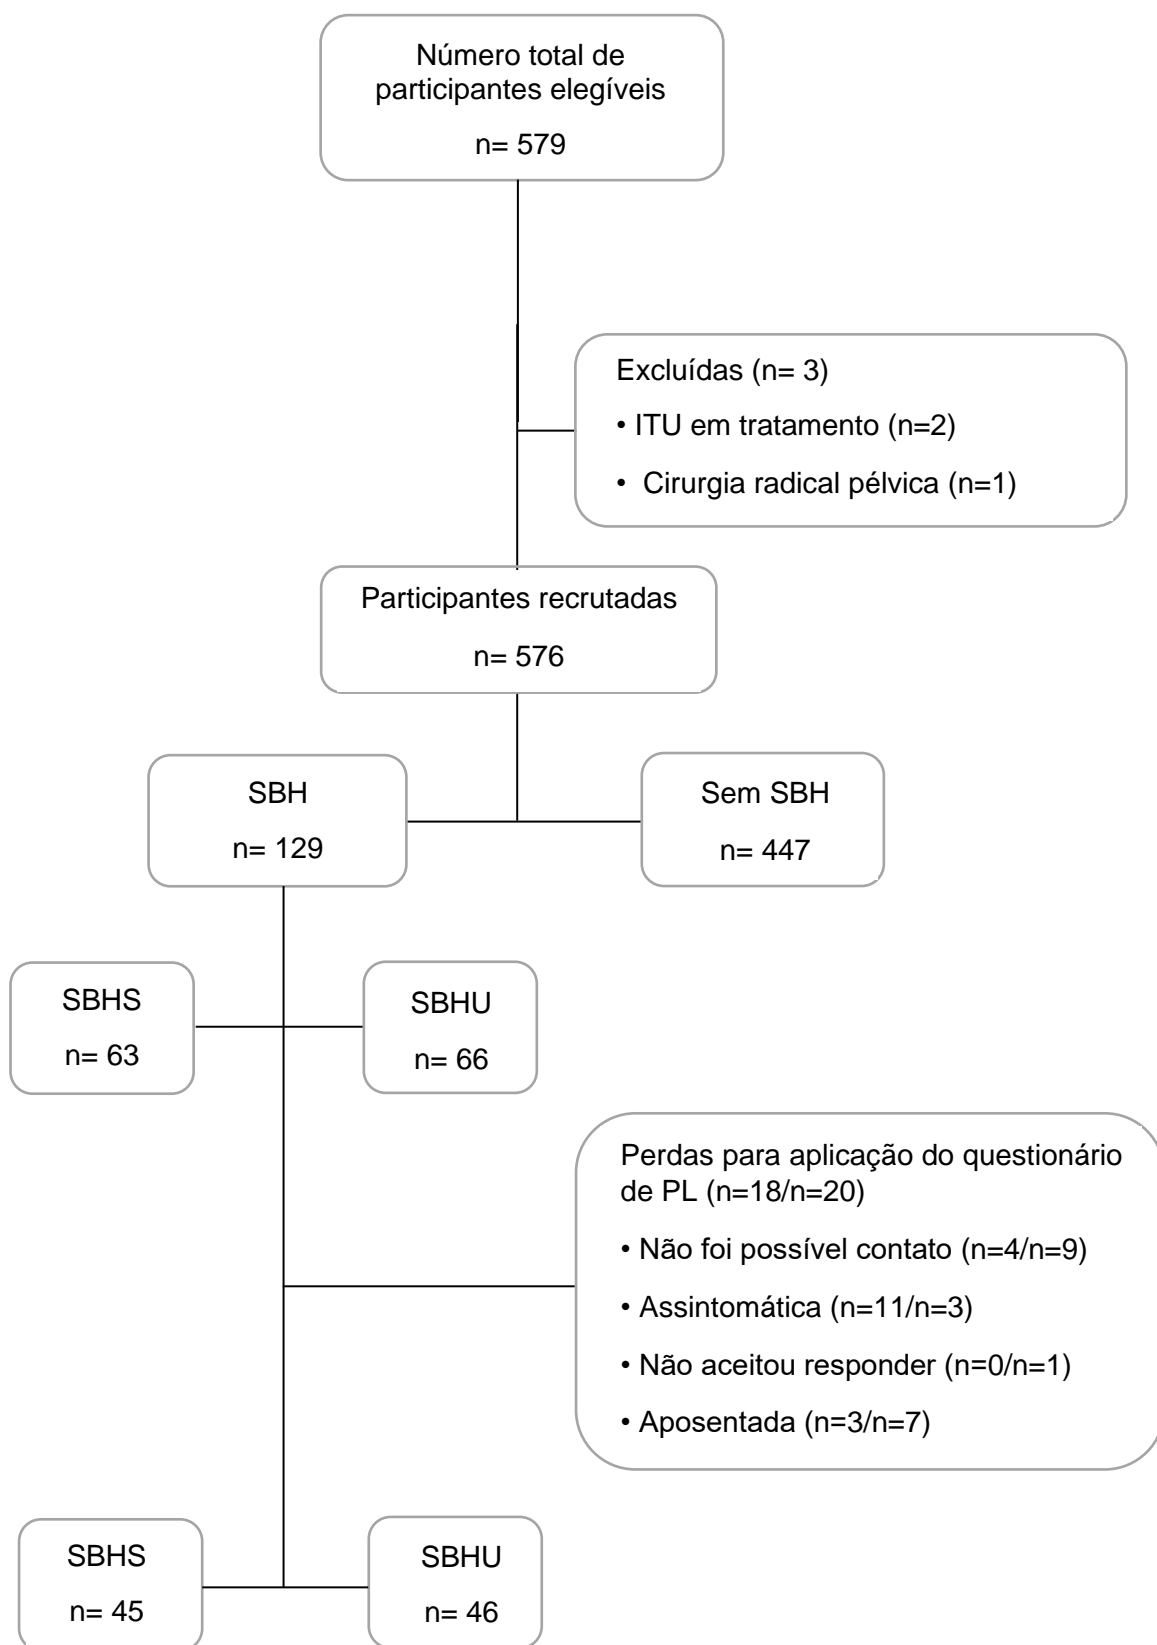 Número total de
participantes elegíveis
n= 579
Excluídas (n= 3)
• ITU em tratamento (n=2)
• Cirurgia radical pélvica (n=1)
Participantes recrutadas
n= 576
SBH
n= 129
Sem SBH
n= 447
SBHS
n= 63
SBHU
n= 66
Perdas para aplicação do questionário
de PL (n=18/n=20)
• Não foi possível contato (n=4/n=9)
• Assintomática (n=11/n=3)
• Não aceitou responder (n=0/n=1)
• Aposentada (n=3/n=7)
SBHS
n= 45
SBHU
n= 46